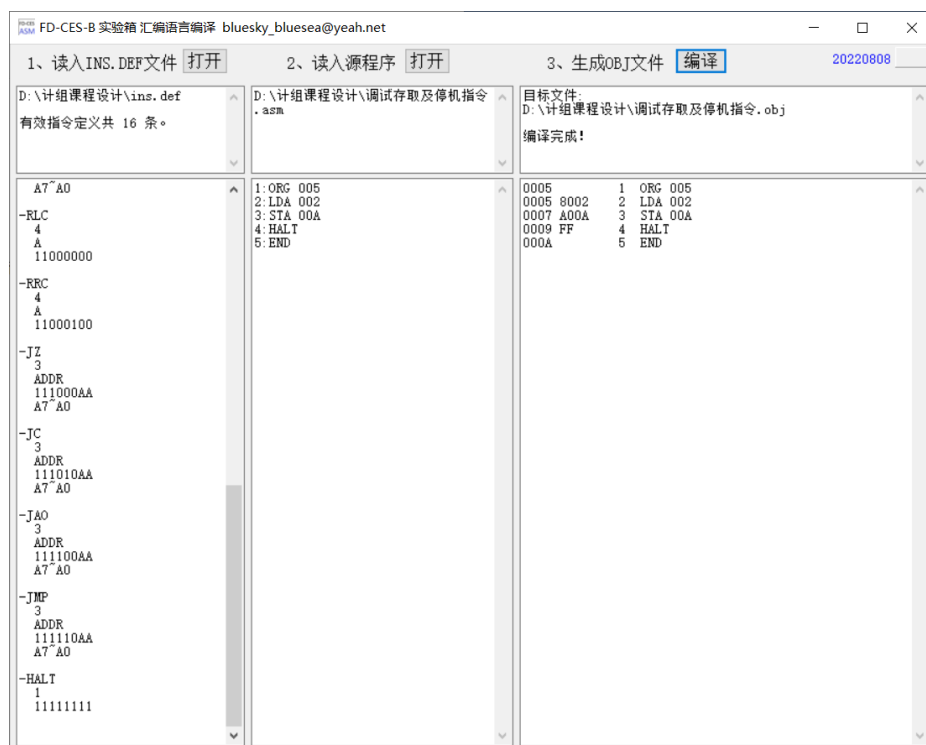 FD-CES-B 实验箱 汇编语言编译 bluesky_bluesea@yeah.net
1、读入INS.DEF文件 打开
2、读入源程序 打开
3、生成OBJ文件 编译
20220808
D:\计组课程设计\ins.def
有效指令定义共 16 条。
D:\计组课程设计\调试存取及停机指令
.asm
目标文件:
D:\计组课程设计\调试存取及停机指令.obj
编译完成!
A7~A0
-RLC
4
A
11000000
-RRC
4
A
11000100
-JZ
3
ADDR
111000AA
A7~A0
-JC
3
ADDR
111010AA
A7~A0
-JAO
3
ADDR
111100AA
A7~A0
-JMP
3
ADDR
111110AA
A7~A0
-HALT
1
11111111
1:ORG 005
2:LDA 002
3:STA 00A
4:HALT
5:END
0005 1 ORG 005
0005 8002 2 LDA 002
0007 A00A 3 STA 00A
0009 FF 4 HALT
000A 5 END